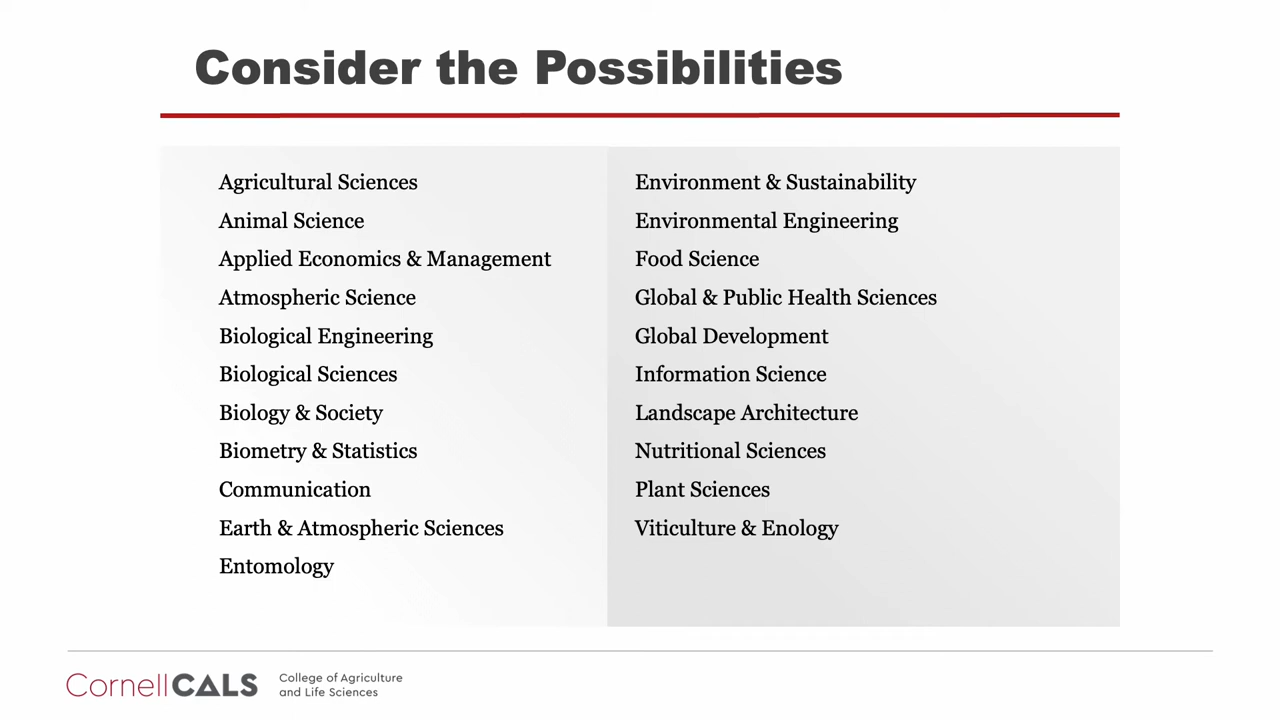 Consider the Possibilities
Agricultural Sciences
Animal Science
Applied Economics & Management
Atmospheric Science
Biological Engineering
Biological Sciences
Biology & Society
Biometry & Statistics
Communication
Earth & Atmospheric Sciences
Entomology
Environment & Sustainability
Environmental Engineering
Food Science
Global & Public Health Sciences
Global Development
Information Science
Landscape Architecture
Nutritional Sciences
Plant Sciences
Viticulture & Enology
CornellCALS
College of Agriculture
and Life Sciences